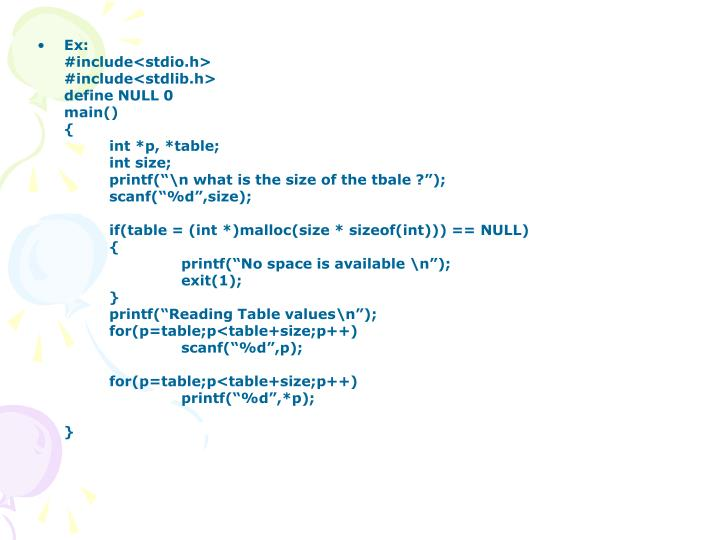 • Ex:
#include<stdio.h>
#include<stdlib.h>
define NULL 0
main()
{
int *p, *table;
int size;
printf(“\n what is the size of the tbale ?”);
scanf(“%d”,size);
if(table = (int *)malloc(size * sizeof(int))) == NULL)
{
printf(“No space is available \n”);
exit(1);
}
printf(“Reading Table values\n”);
for(p=table;p<table+size;p++)
scanf(“%d”,p);
for(p=table;p<table+size;p++)
printf(“%d”,*p);
}